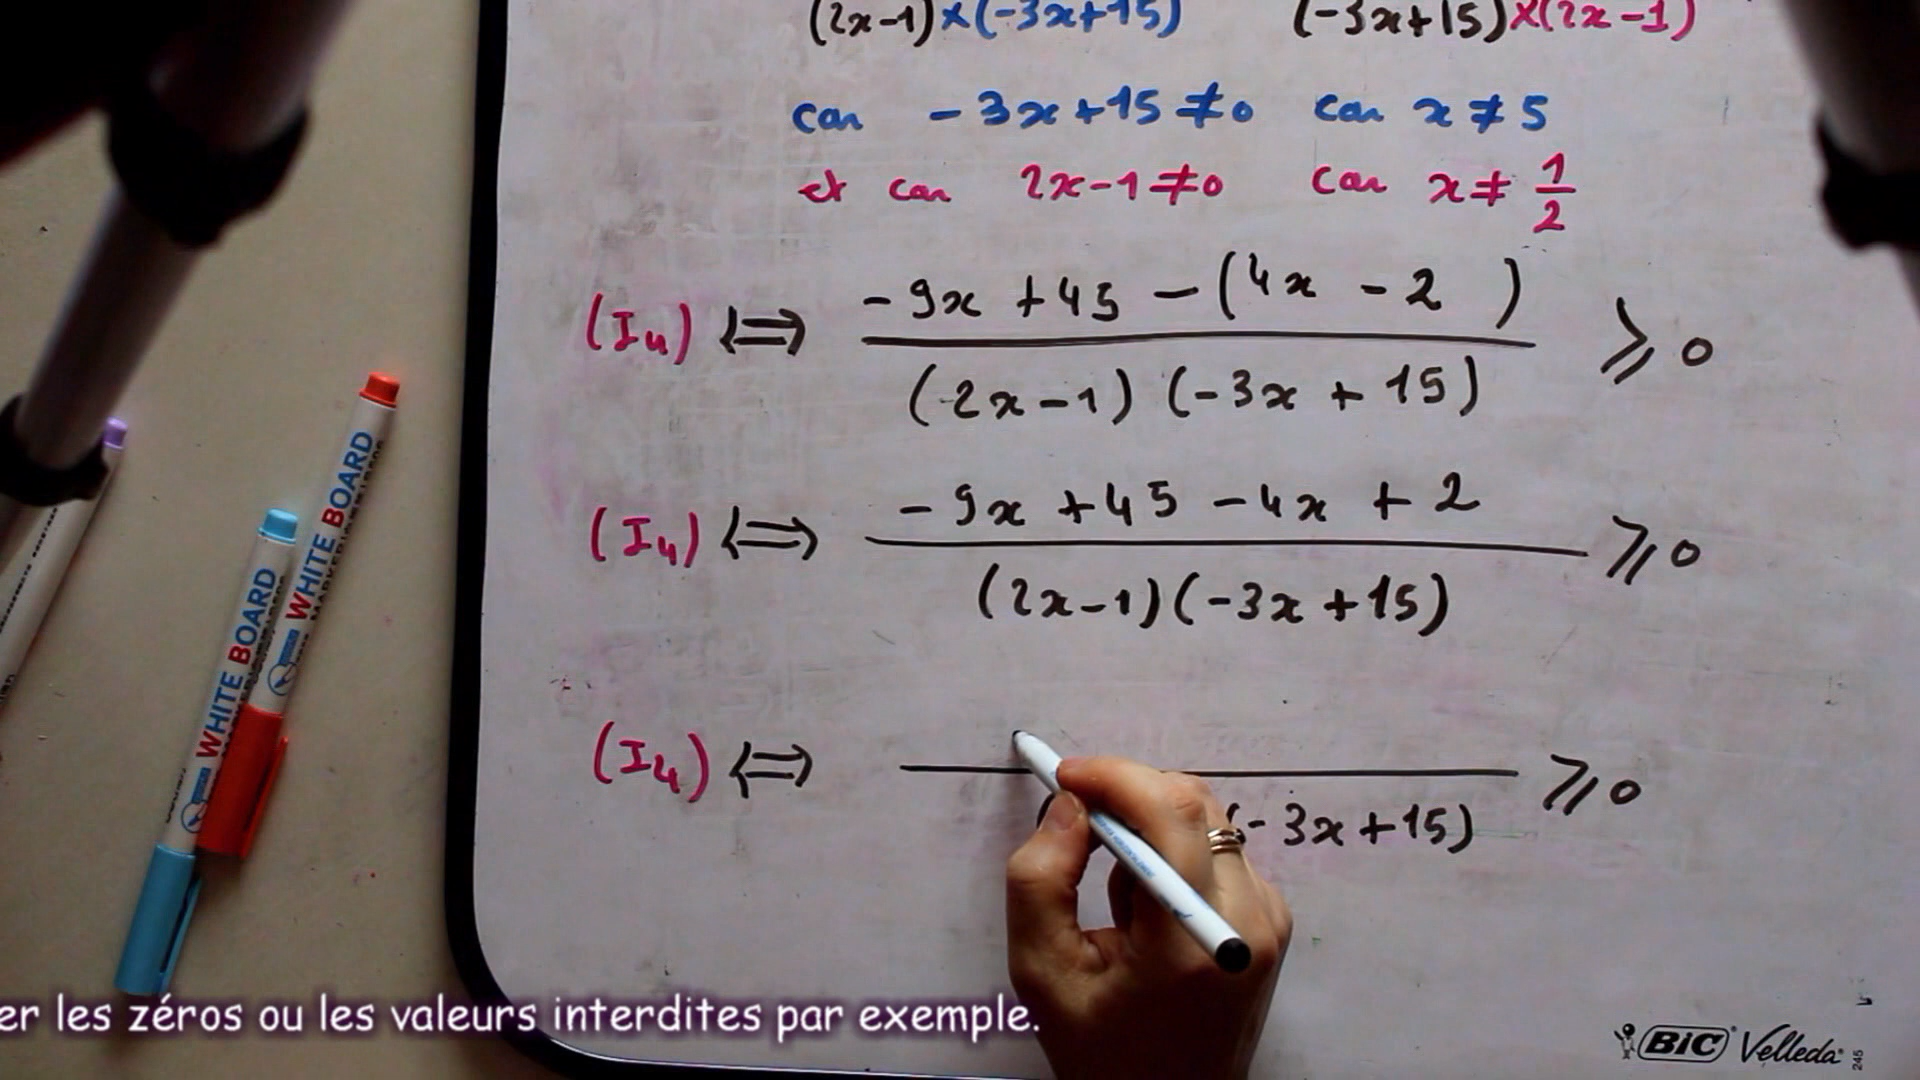 (2x-1)×(-3x+15) (-3x+15)×(2x-1)
car -3x+15≠0 car x≠5
et car 2x-1≠0 car x≠1/2
(I4) ⟺ (-9x+45-(4x-2))/((2x-1)(-3x+15)) ⩾0
(I4) ⟺ (-9x+45-4x+2)/((2x-1)(-3x+15)) ⩾0
(I4) ⟺ ⩾0
(-3x+15)
WHITE BOARD
WHITE BOARD
er les zéros ou les valeurs interdites par exemple.
BIC Velleda 245